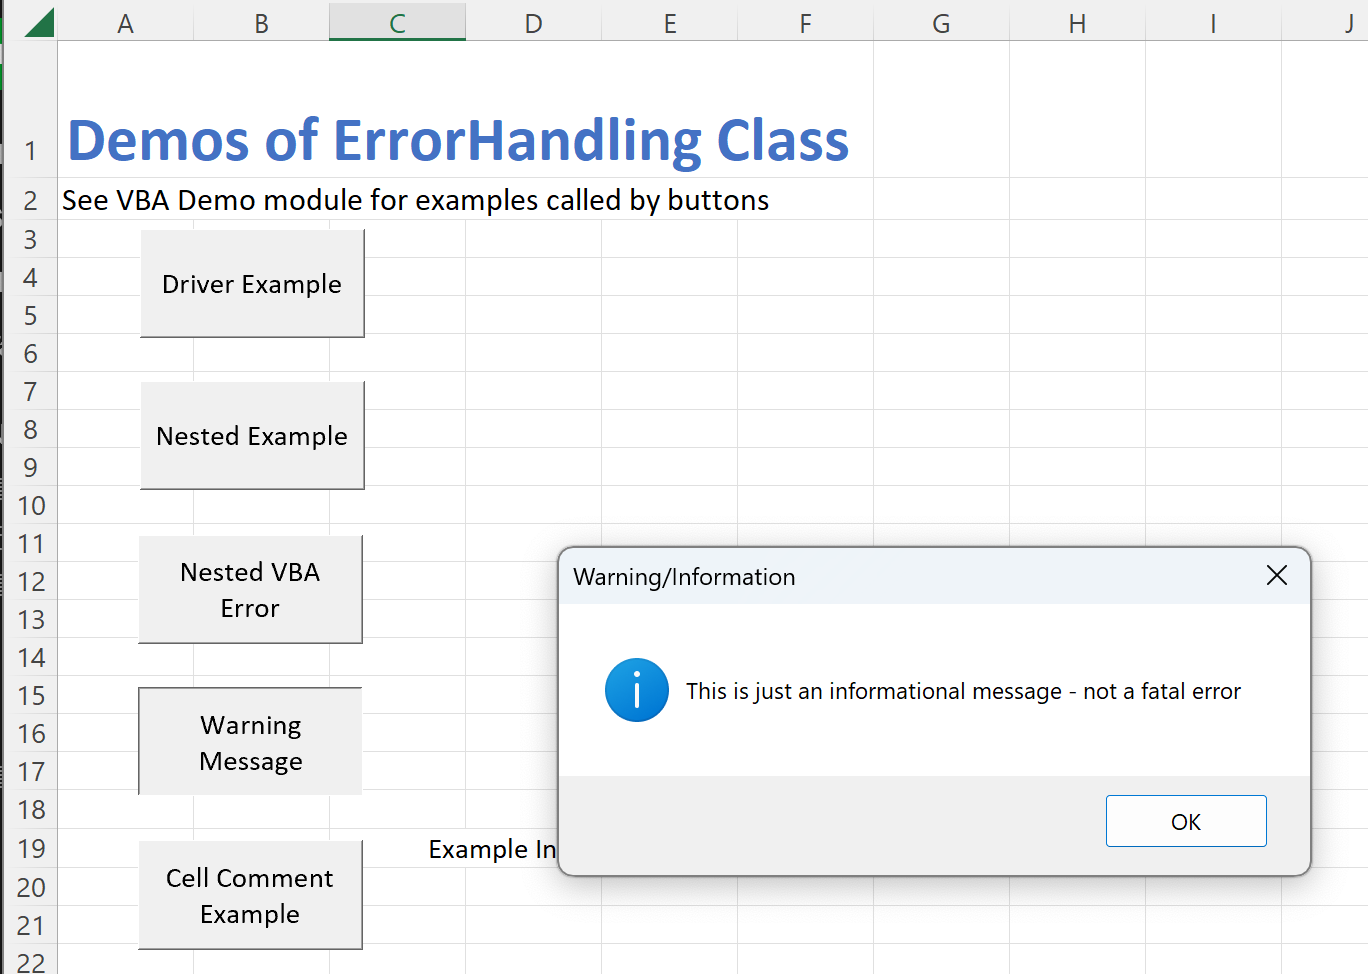 A B C D E F G H I J
1 Demos of ErrorHandling Class
2 See VBA Demo module for examples called by buttons
3
4 Driver Example
5
6
7
8 Nested Example
9
10
11
12 Nested VBA
Error
13
14
15
16 Warning
Message
17
18
19 Example In
20 Cell Comment
Example
21
22
Warning/Information
This is just an informational message - not a fatal error
OK